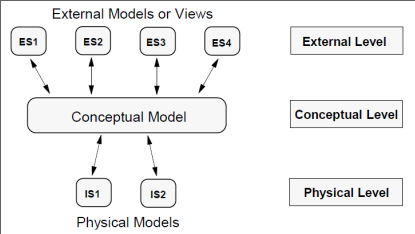 External Models or Views
ES1 ES2 ES3 ES4 External Level
Conceptual Model Conceptual Level
IS1 IS2 Physical Level
Physical Models